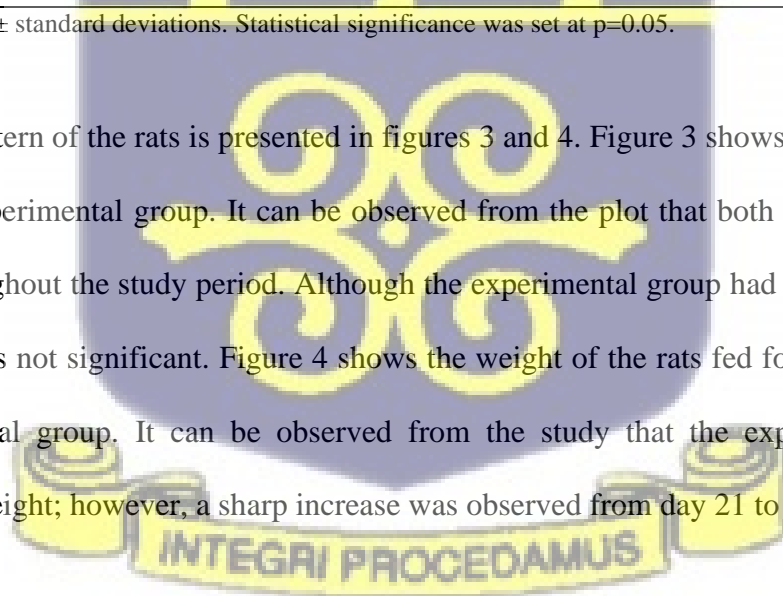 ± standard deviations. Statistical significance was set at p=0.05.
tern of the rats is presented in figures 3 and 4. Figure 3 shows
perimental group. It can be observed from the plot that both
ghout the study period. Although the experimental group had
s not significant. Figure 4 shows the weight of the rats fed fo
al group. It can be observed from the study that the exp
eight; however, a sharp increase was observed from day 21 to
INTEGRI PROCEDAMUS